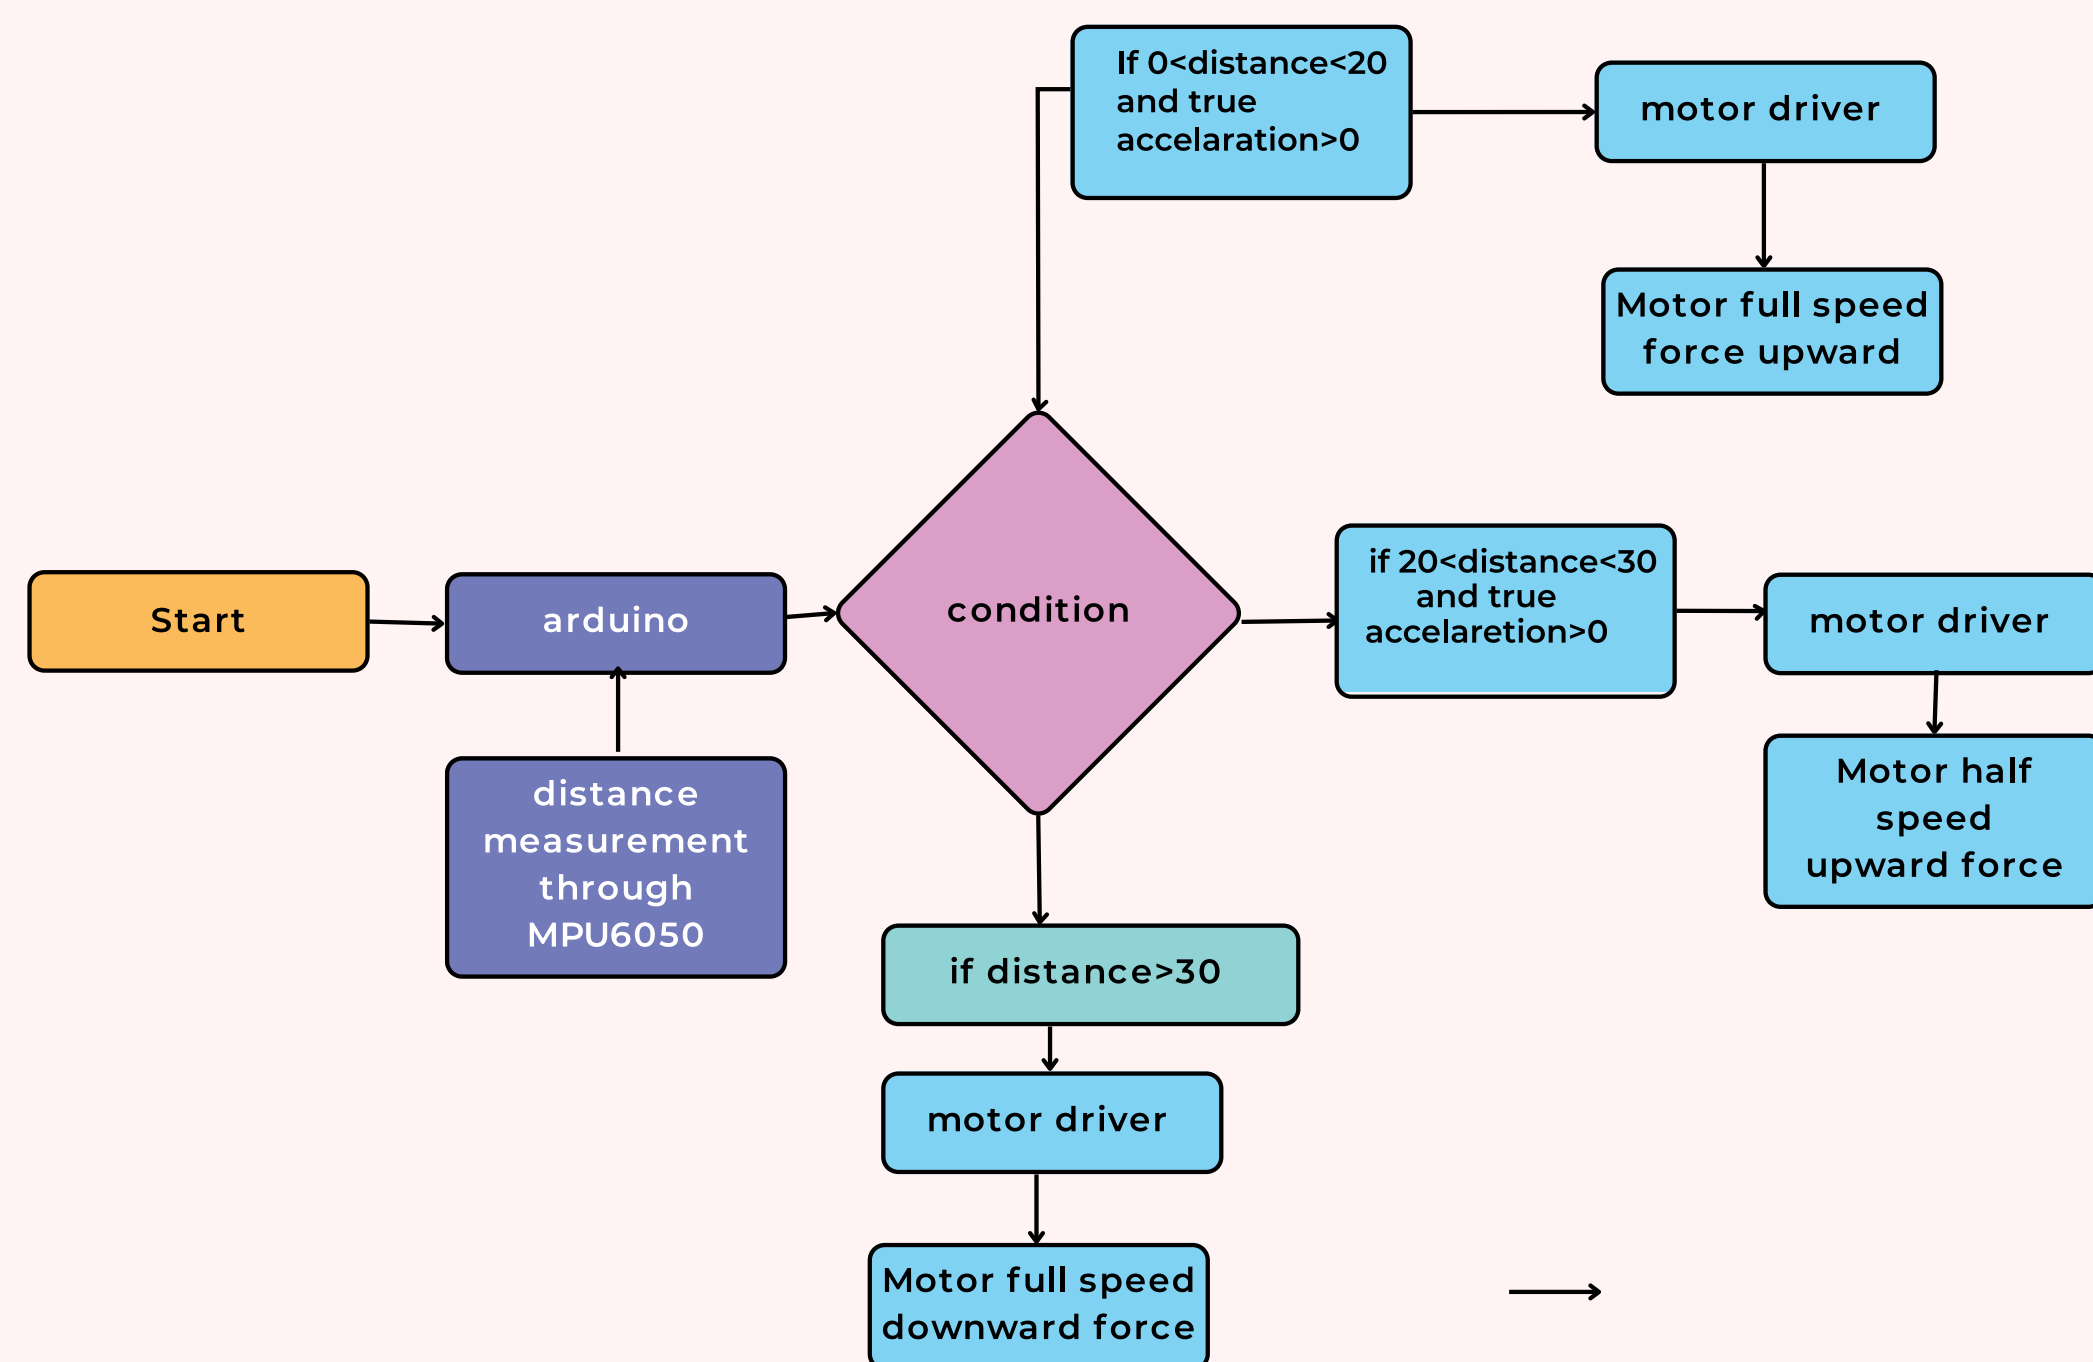 If 0<distance<20
and true
accelaration>0
motor driver
Motor full speed
force upward
Start
arduino
distance
measurement
through
MPU6050
condition
if 20<distance<30
and true
accelaretion>0
motor driver
Motor half
speed
upward force
if distance>30
motor driver
Motor full speed
downward force